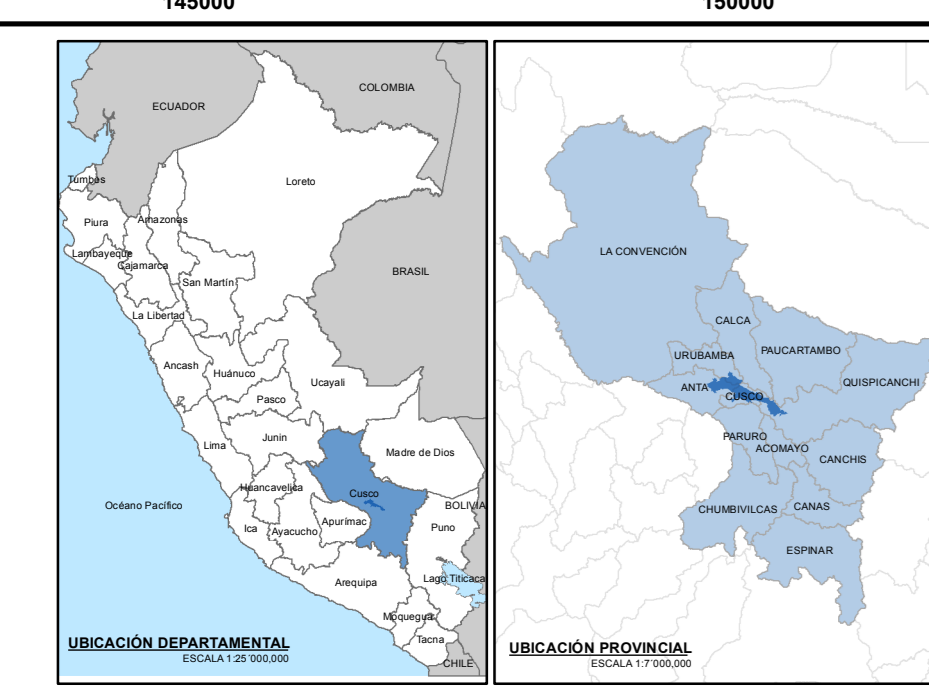 145000
150000
ECUADOR
COLOMBIA
Tumbes
Loreto
Piura
Amazonas
Lambayeque
Cajamarca
San Martín
BRASIL
La Libertad
Ancash
Huánuco
Ucayali
Pasco
Lima
Junin
Madre de Dios
Huancavelica
Cusco
Océano Pacífico
BOLIVIA
Ica
Ayacucho
Apurímac
Puno
Arequipa
Lago Titicaca
Moquegua
Tacna
CHILE
UBICACIÓN DEPARTAMENTAL
ESCALA 1:25´000,000
LA CONVENCIÓN
CALCA
URUBAMBA
PAUCARTAMBO
ANTA
CUSCO
QUISPICANCHI
PARURO
ACOMAYO
CANCHIS
CHUMBIVILCAS
CANAS
ESPINAR
UBICACIÓN PROVINCIAL
ESCALA 1:7´000,000